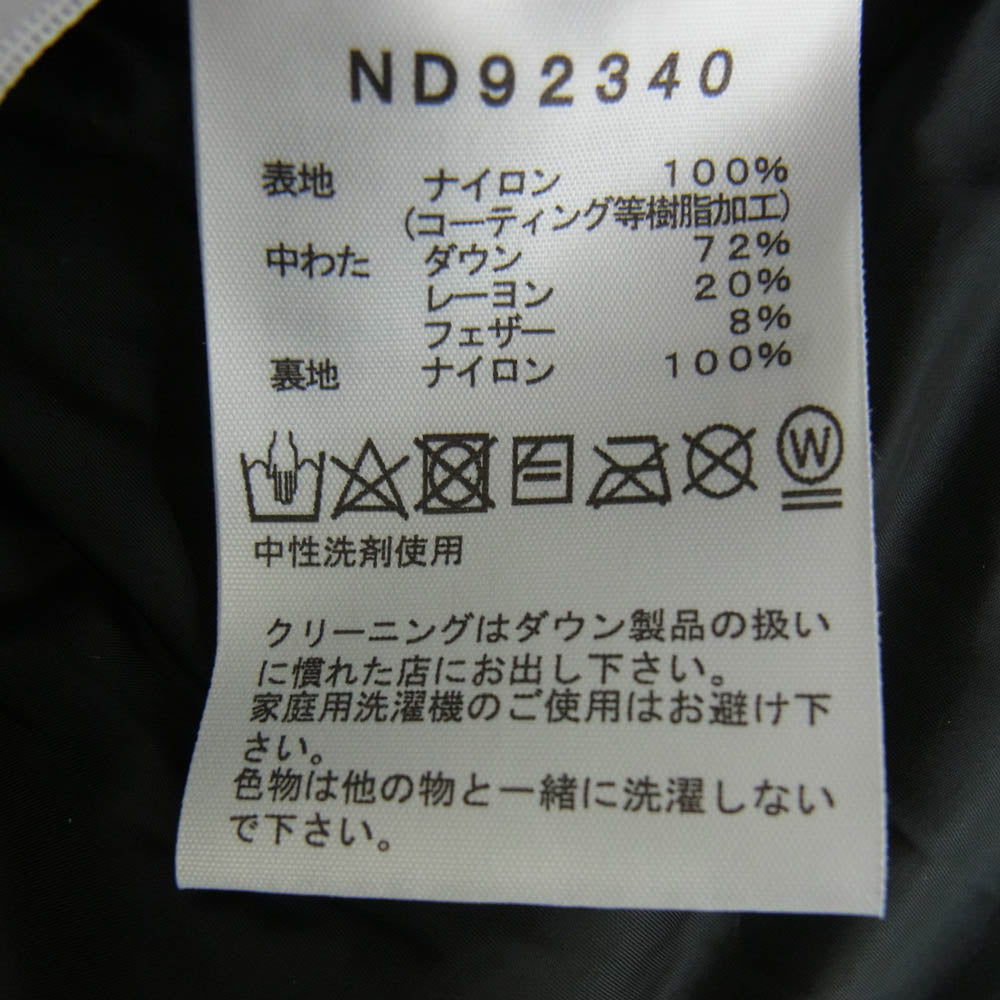 ND92340
表地 ナイロン 100%
(コーティング等樹脂加工)
中わた ダウン 72%
レーヨン 20%
フェザー 8%
裏地 ナイロン 100%
W
中性洗剤使用
クリーニングはダウン製品の扱い
に慣れた店にお出し下さい。
家庭用洗濯機のご使用はお避け下
さい。
色物は他の物と一緒に洗濯しない
で下さい。